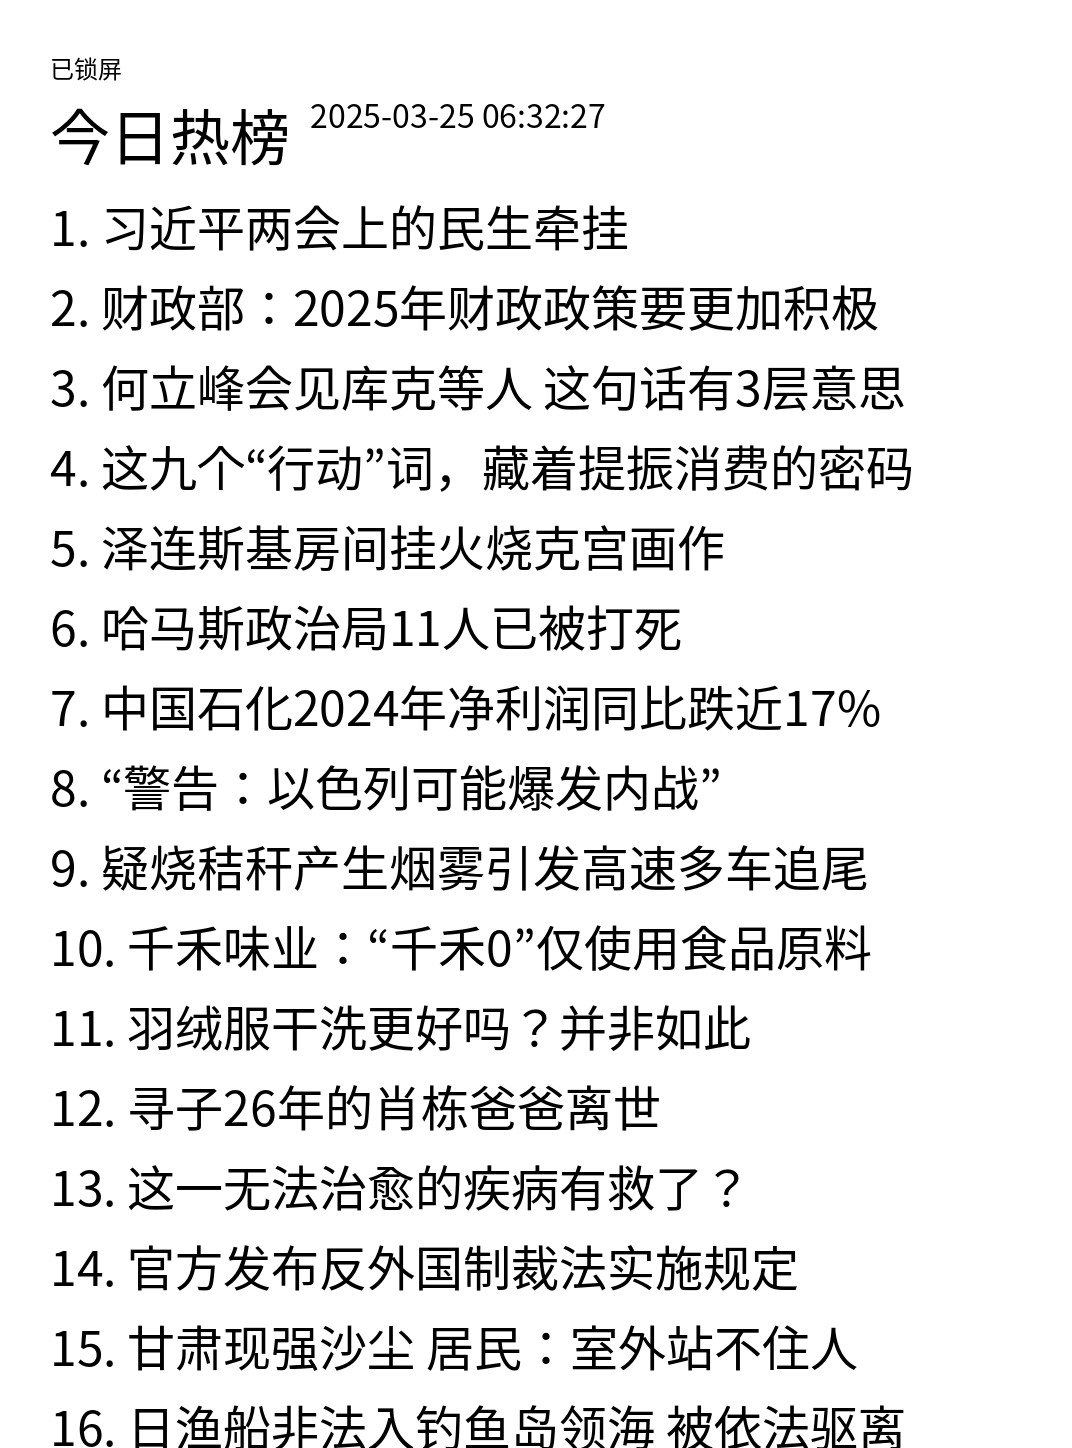 已锁屏
今日热榜 2025-03-25 06:32:27
1. 习近平两会上的民生牵挂
2. 财政部：2025年财政政策要更加积极
3. 何立峰会见库克等人 这句话有3层意思
4. 这九个“行动”词，藏着提振消费的密码
5. 泽连斯基房间挂火烧克宫画作
6. 哈马斯政治局11人已被打死
7. 中国石化2024年净利润同比跌近17%
8. “警告：以色列可能爆发内战”
9. 疑烧秸秆产生烟雾引发高速多车追尾
10. 千禾味业：“千禾0”仅使用食品原料
11. 羽绒服干洗更好吗？并非如此
12. 寻子26年的肖栋爸爸离世
13. 这一无法治愈的疾病有救了？
14. 官方发布反外国制裁法实施规定
15. 甘肃现强沙尘 居民：室外站不住人
16. 日渔船非法入钓鱼岛领海 被依法驱离